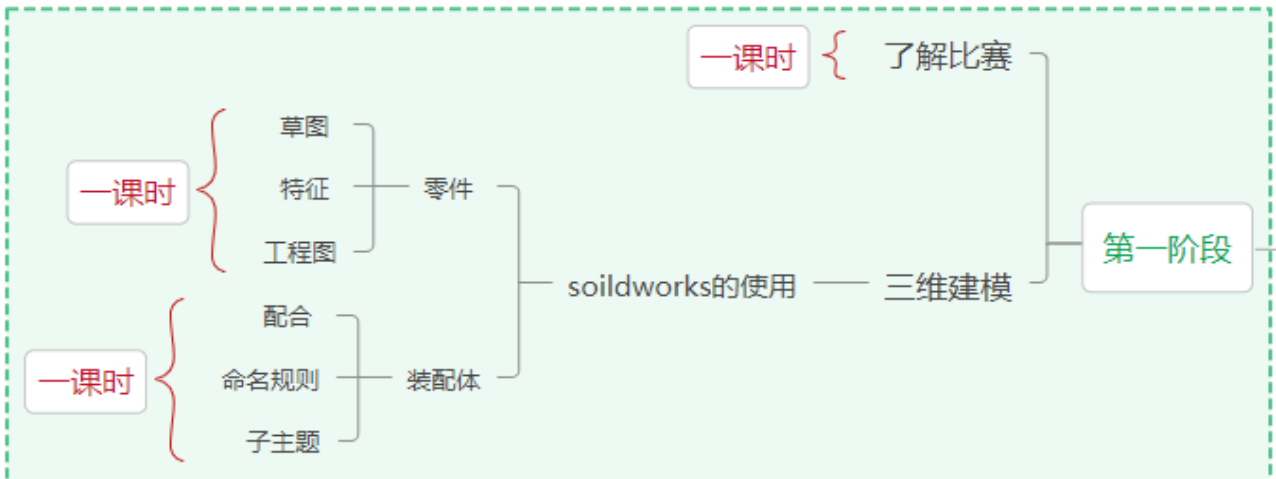 一课时
了解比赛
草图
一课时
特征
零件
工程图
第一阶段
soildworks的使用
三维建模
配合
一课时
命名规则
装配体
子主题